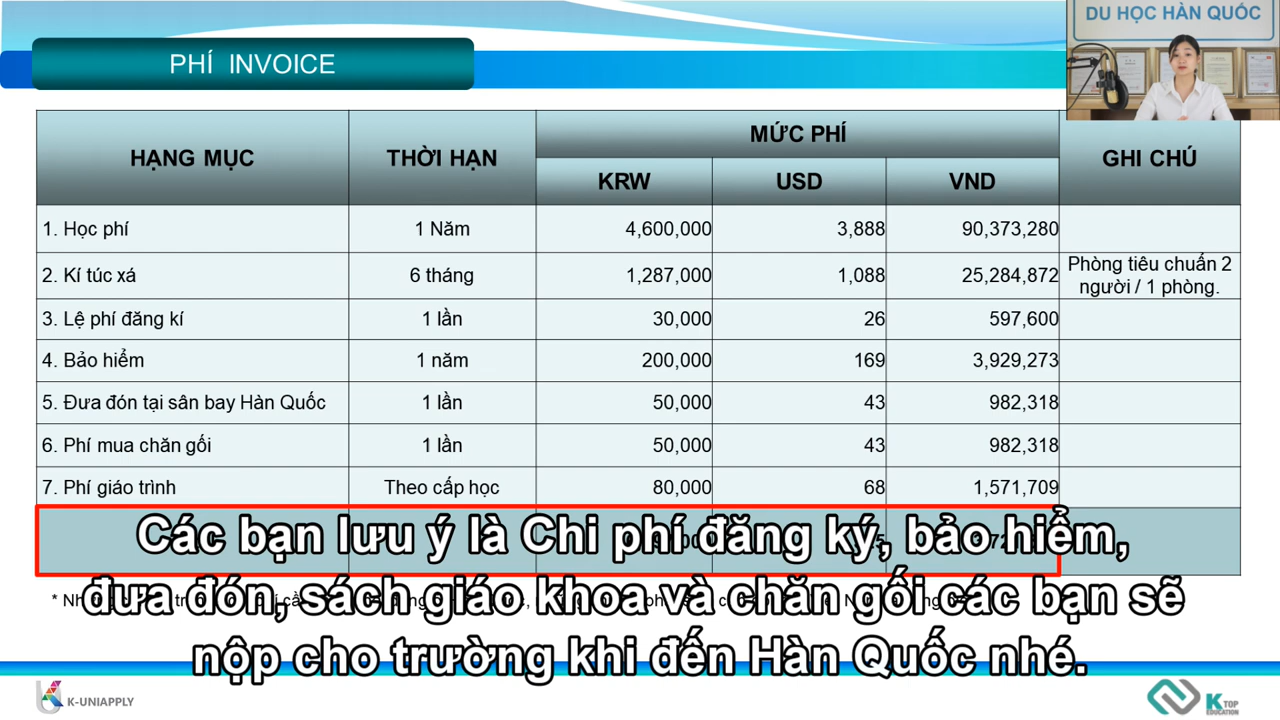 DU HỌC HÀN QUỐC
PHÍ INVOICE
HẠNG MỤC THỜI HẠN MỨC PHÍ GHI CHÚ
KRW USD VND
1. Học phí 1 Năm 4,600,000 3,888 90,373,280
2. Kí túc xá 6 tháng 1,287,000 1,088 25,284,872 Phòng tiêu chuẩn 2
người / 1 phòng.
3. Lệ phí đăng kí 1 lần 30,000 26 597,600
4. Bảo hiểm 1 năm 200,000 169 3,929,273
5. Đưa đón tại sân bay Hàn Quốc 1 lần 50,000 43 982,318
6. Phí mua chăn gối 1 lần 50,000 43 982,318
7. Phí giáo trình Theo cấp học 80,000 68 1,571,709
Các bạn lưu ý là Chi phí đăng ký, bảo hiểm,
đưa đón, sách giáo khoa và chăn gối các bạn sẽ
nộp cho trường khi đến Hàn Quốc nhé.
K-UNIAPPLY
K TOP
EDUCATION